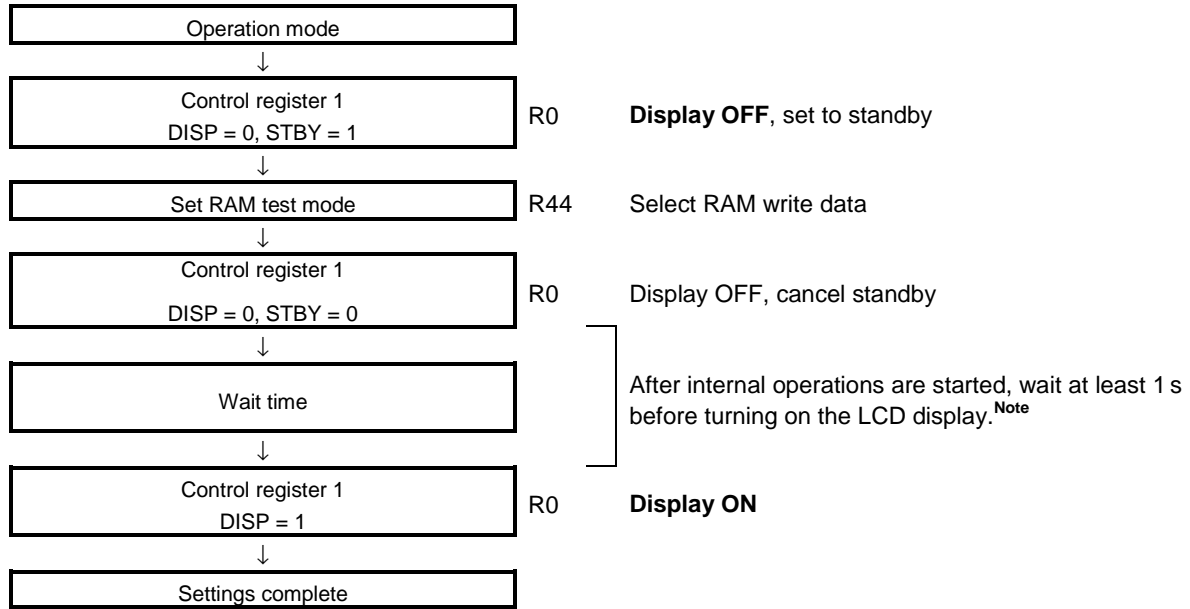 Operation mode
↓
Control register 1
DISP = 0, STBY = 1
R0
Display OFF, set to standby
↓
Set RAM test mode
R44
Select RAM write data
↓
Control register 1
DISP = 0, STBY = 0
R0
Display OFF, cancel standby
↓
Wait time
After internal operations are started, wait at least 1 s
before turning on the LCD display.Note
↓
Control register 1
DISP = 1
R0
Display ON
↓
Settings complete